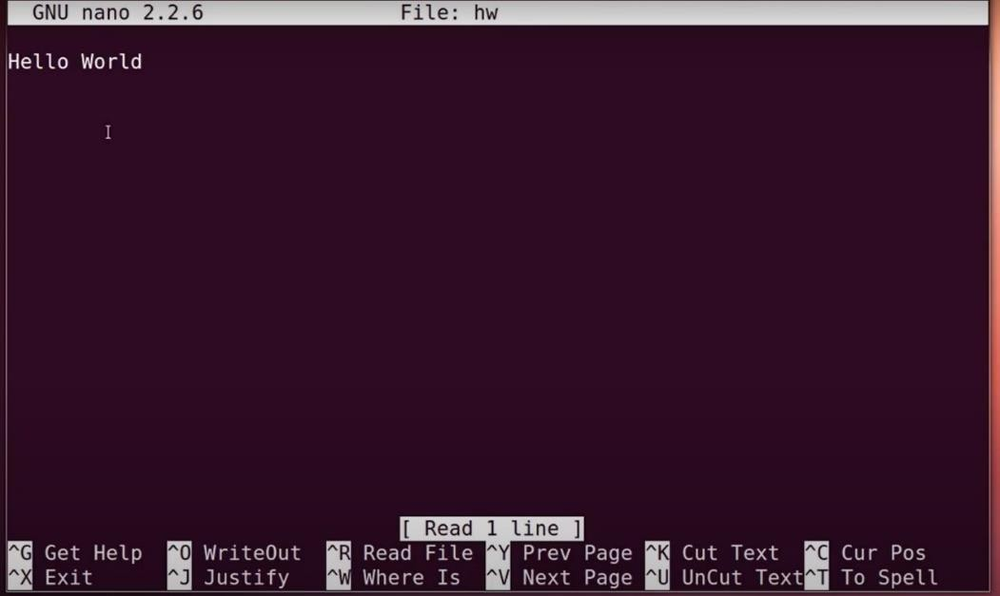 GNU nano 2.2.6 File: hw
Hello World
[ Read 1 line ]
^G Get Help ^O WriteOut ^R Read File ^Y Prev Page ^K Cut Text ^C Cur Pos
^X Exit ^J Justify ^W Where Is ^V Next Page ^U UnCut Text^T To Spell